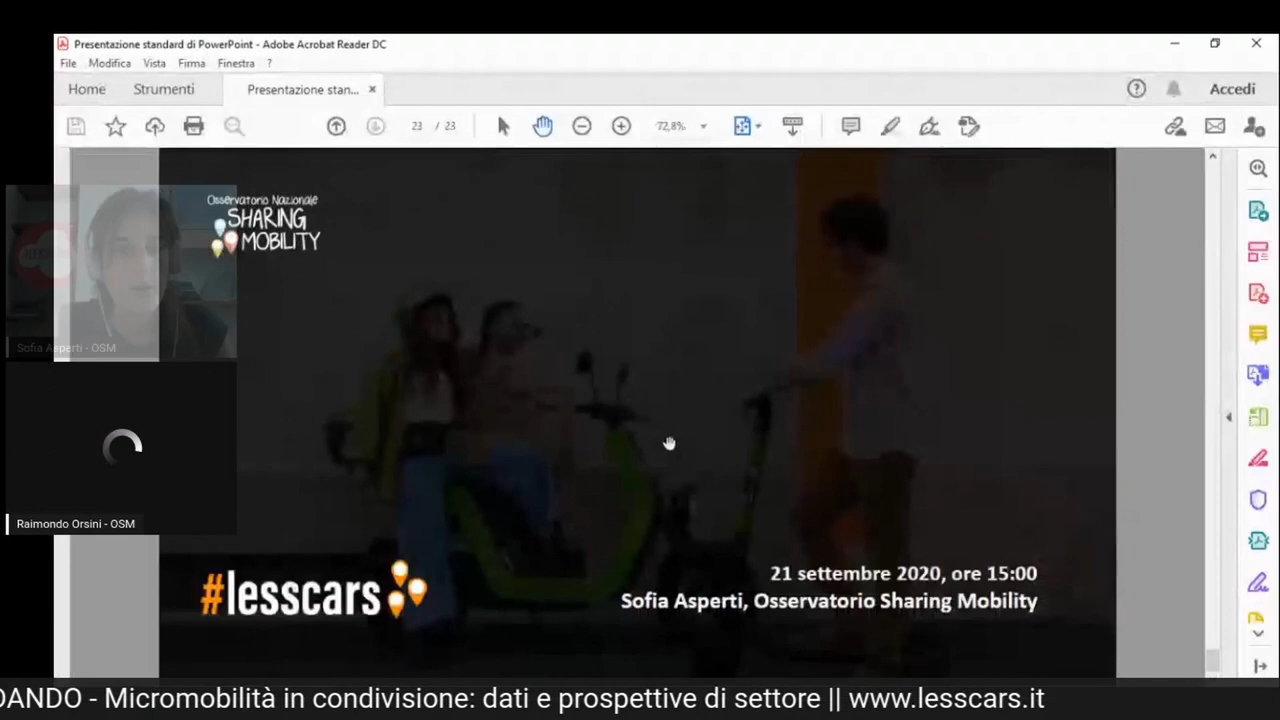 Presentazione standard di PowerPoint - Adobe Acrobat Reader DC
File Modifica Vista Firma Finestra ?
Home Strumenti Presentazione stan... ×
Accedi
23 / 23
72,8%
Osservatorio Nazionale
SHARING
MOBILITY
Sofia Asperti - OSM
Raimondo Orsini - OSM
#lesscars
21 settembre 2020, ore 15:00
Sofia Asperti, Osservatorio Sharing Mobility
DANDO - Micromobilità in condivisione: dati e prospettive di settore || www.lesscars.it